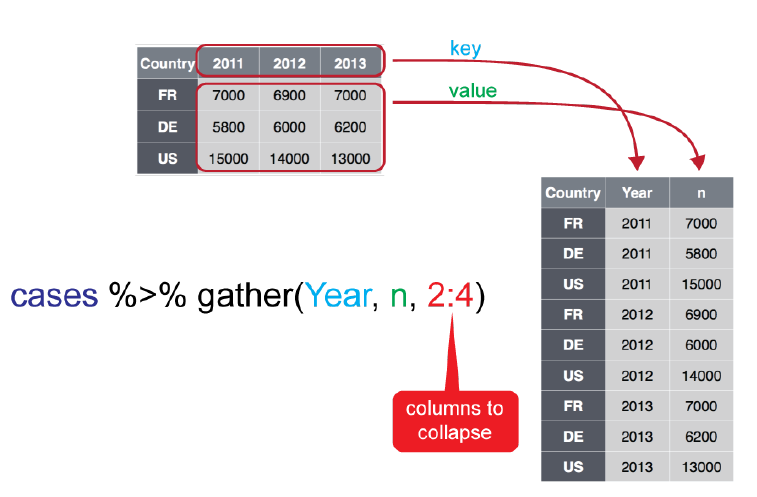 key
Country 2011 2012 2013
value
FR 7000 6900 7000
DE 5800 6000 6200
US 15000 14000 13000
Country Year n
FR 2011 7000
DE 2011 5800
US 2011 15000
FR 2012 6900
DE 2012 6000
US 2012 14000
FR 2013 7000
DE 2013 6200
US 2013 13000
cases %>% gather(Year, n, 2:4)
columns to
collapse